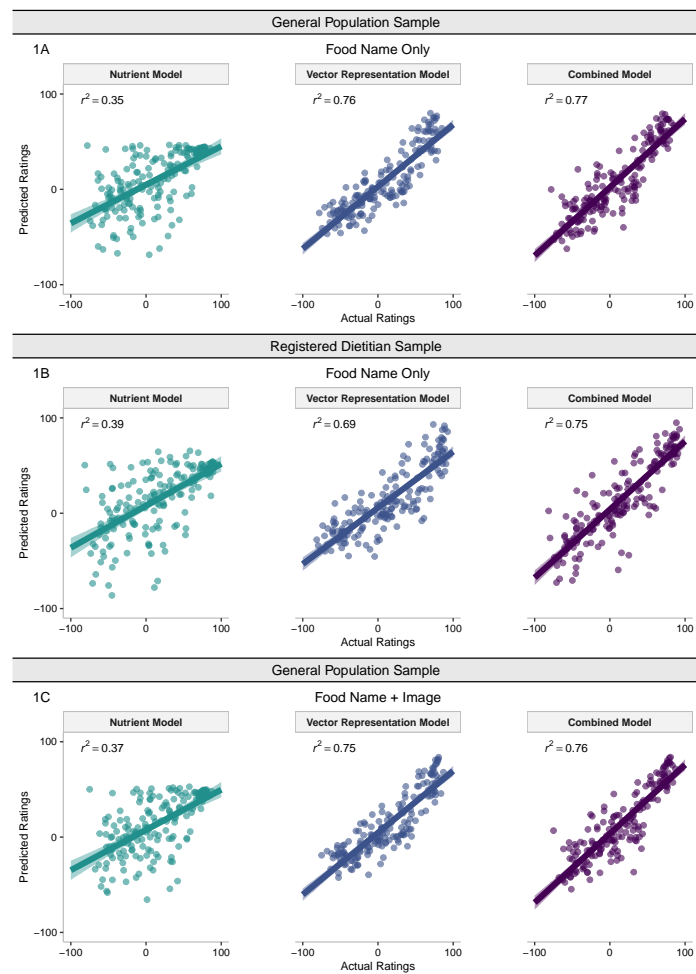 General Population Sample
1A Food Name Only
Nutrient Model Vector Representation Model Combined Model
r² = 0.35 r² = 0.76 r² = 0.77
100
0
−100
Predicted Ratings
−100 0 100 −100 0 100 −100 0 100
Actual Ratings
Registered Dietitian Sample
1B Food Name Only
Nutrient Model Vector Representation Model Combined Model
r² = 0.39 r² = 0.69 r² = 0.75
100
0
−100
Predicted Ratings
−100 0 100 −100 0 100 −100 0 100
Actual Ratings
General Population Sample
1C Food Name + Image
Nutrient Model Vector Representation Model Combined Model
r² = 0.37 r² = 0.75 r² = 0.76
100
0
−100
Predicted Ratings
−100 0 100 −100 0 100 −100 0 100
Actual Ratings